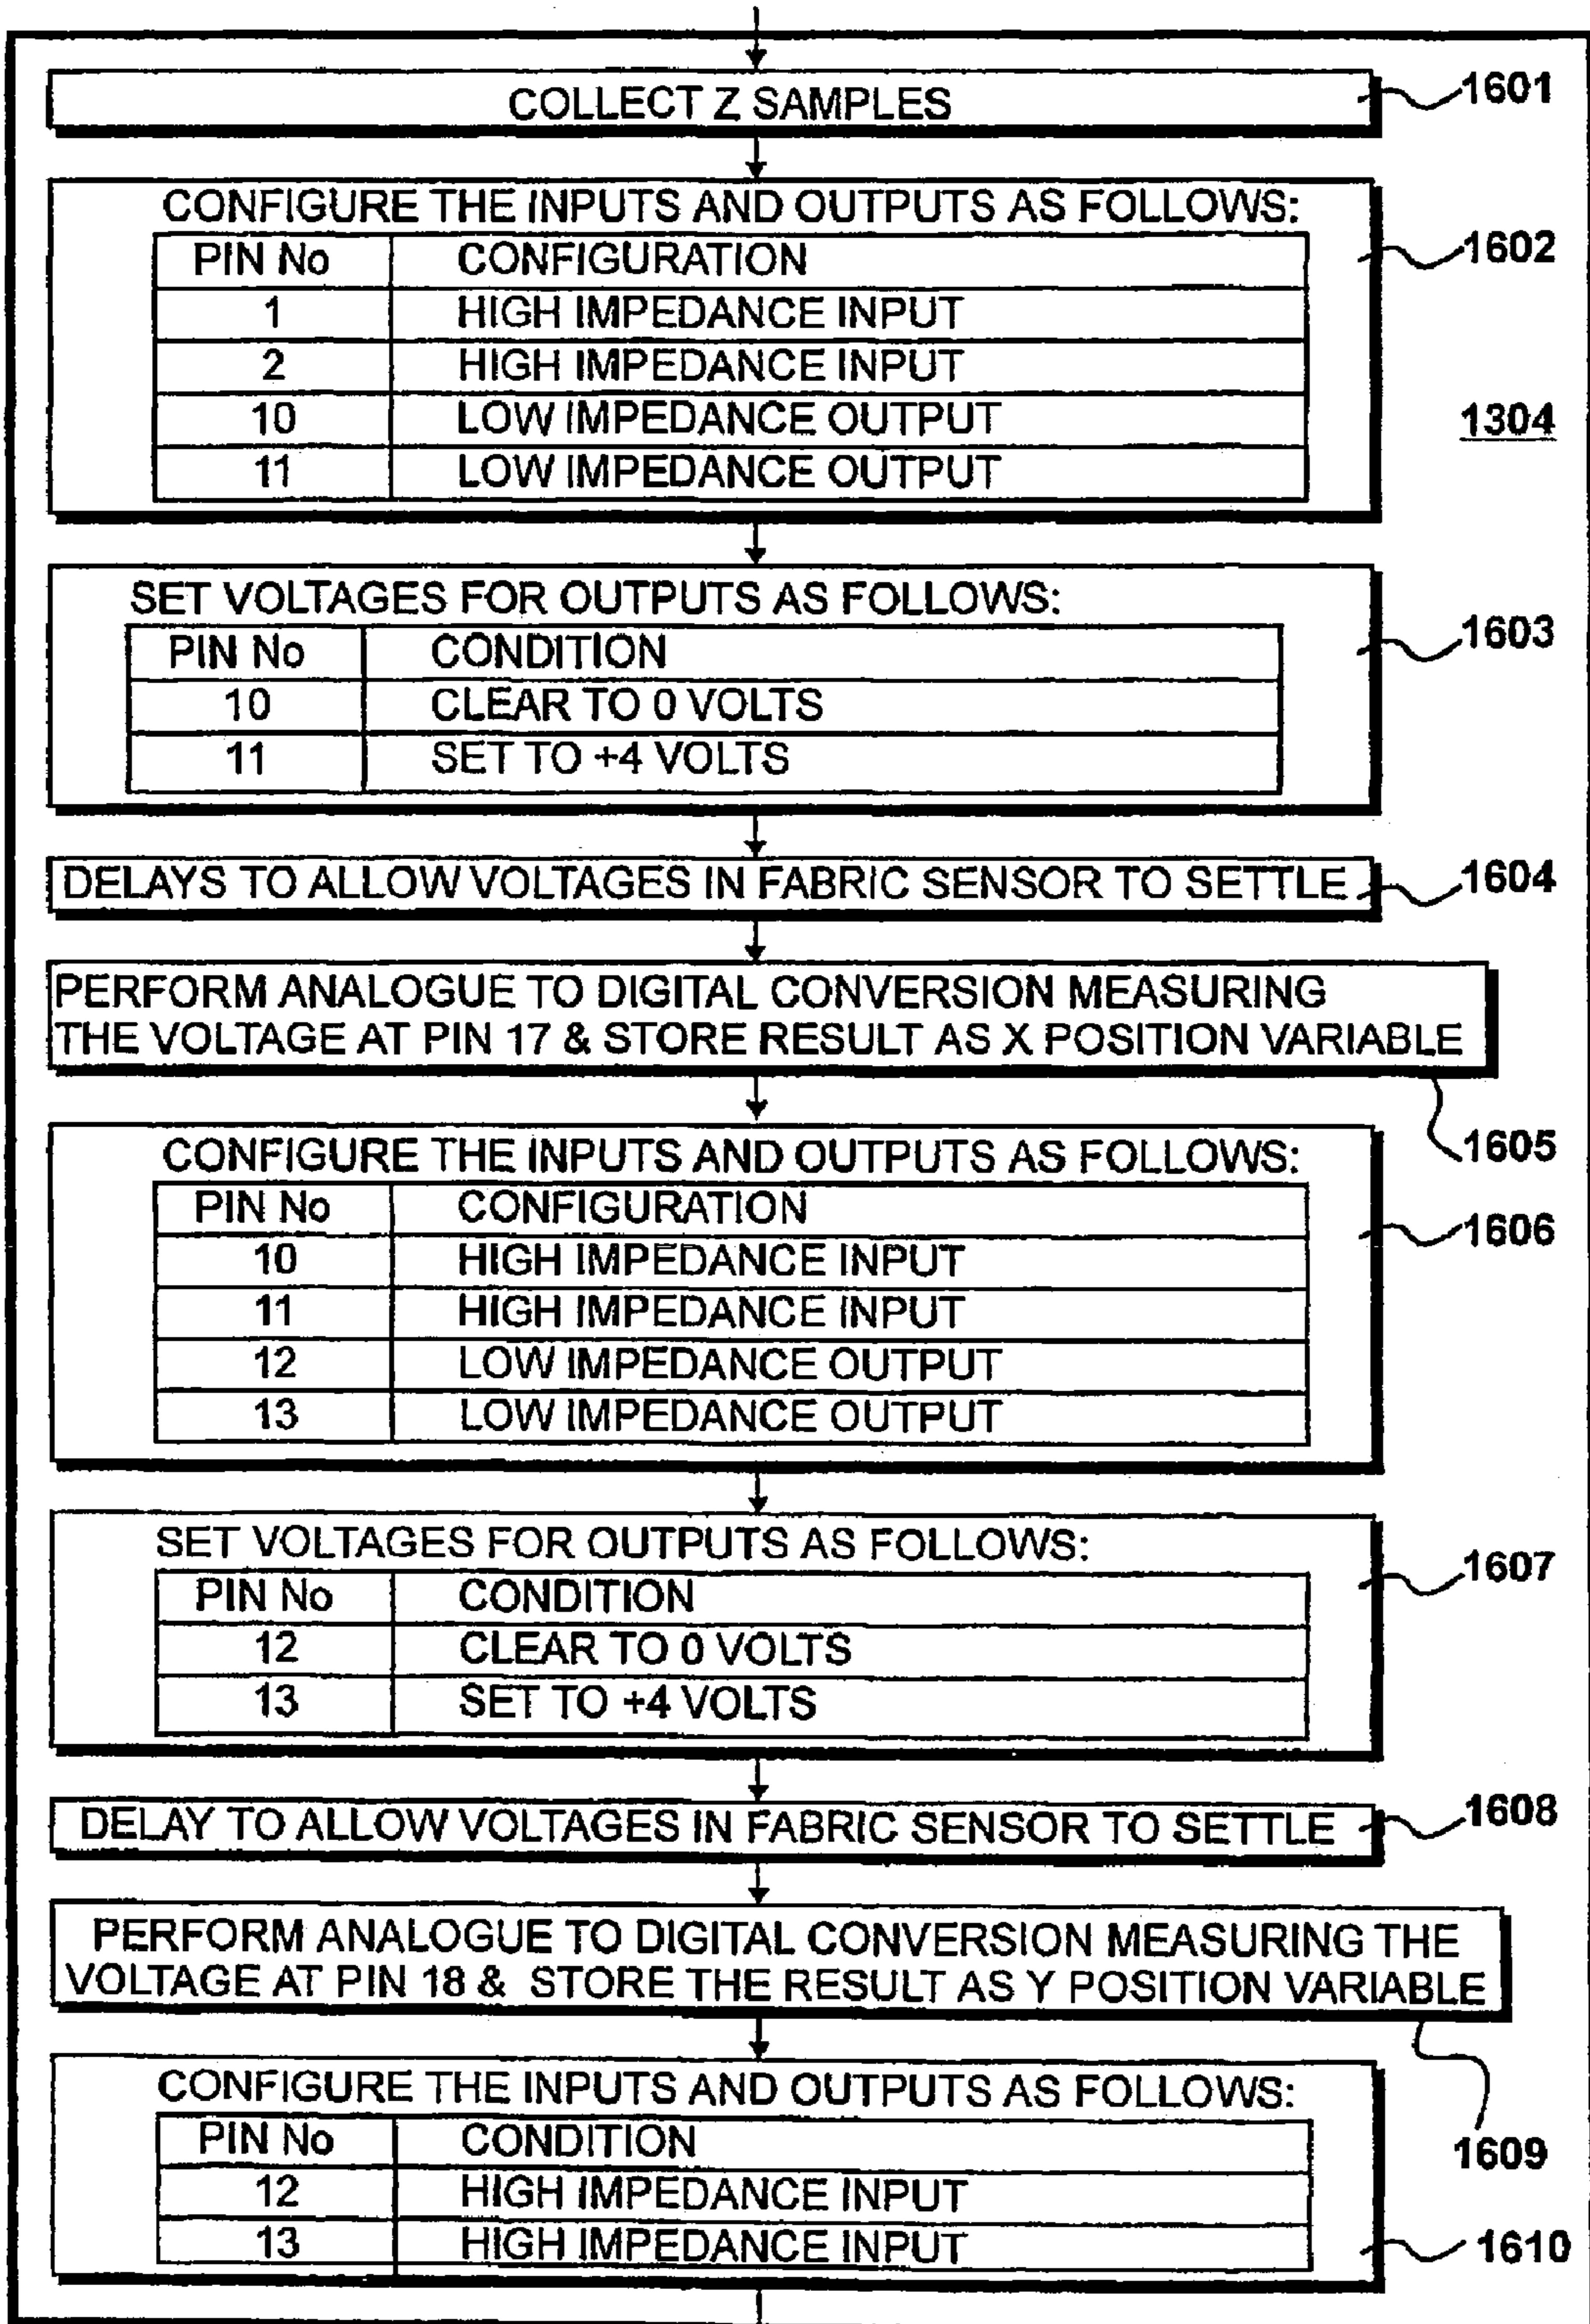 COLLECT Z SAMPLES
1601
CONFIGURE THE INPUTS AND OUTPUTS AS FOLLOWS:
1602
PIN No CONFIGURATION
1 HIGH IMPEDANCE INPUT
2 HIGH IMPEDANCE INPUT
10 LOW IMPEDANCE OUTPUT
11 LOW IMPEDANCE OUTPUT
1304
SET VOLTAGES FOR OUTPUTS AS FOLLOWS:
1603
PIN No CONDITION
10 CLEAR TO 0 VOLTS
11 SET TO +4 VOLTS
DELAYS TO ALLOW VOLTAGES IN FABRIC SENSOR TO SETTLE
1604
PERFORM ANALOGUE TO DIGITAL CONVERSION MEASURING
THE VOLTAGE AT PIN 17 & STORE RESULT AS X POSITION VARIABLE
1605
CONFIGURE THE INPUTS AND OUTPUTS AS FOLLOWS:
1606
PIN No CONFIGURATION
10 HIGH IMPEDANCE INPUT
11 HIGH IMPEDANCE INPUT
12 LOW IMPEDANCE OUTPUT
13 LOW IMPEDANCE OUTPUT
SET VOLTAGES FOR OUTPUTS AS FOLLOWS:
1607
PIN No CONDITION
12 CLEAR TO 0 VOLTS
13 SET TO +4 VOLTS
DELAY TO ALLOW VOLTAGES IN FABRIC SENSOR TO SETTLE
1608
PERFORM ANALOGUE TO DIGITAL CONVERSION MEASURING THE
VOLTAGE AT PIN 18 & STORE THE RESULT AS Y POSITION VARIABLE
1609
CONFIGURE THE INPUTS AND OUTPUTS AS FOLLOWS:
PIN No CONDITION
12 HIGH IMPEDANCE INPUT
13 HIGH IMPEDANCE INPUT
1610